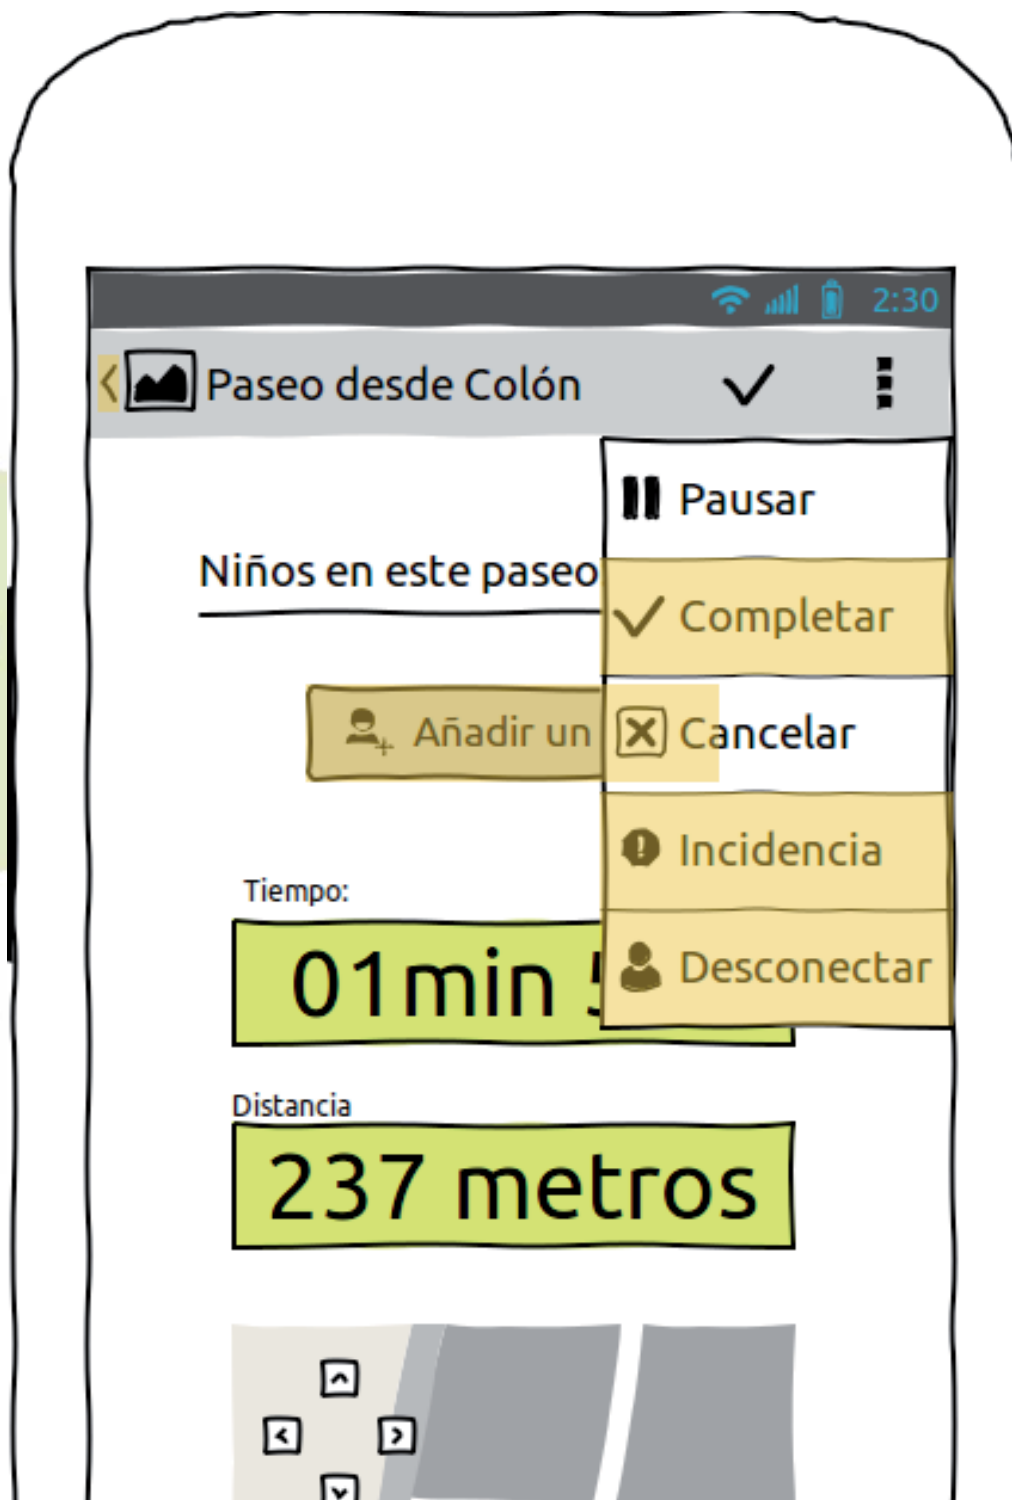 2:30
Paseo desde Colón
Pausar
Niños en este paseo
Completar
Añadir un
Cancelar
Incidencia
Tiempo:
Desconectar
01min
Distancia
237 metros